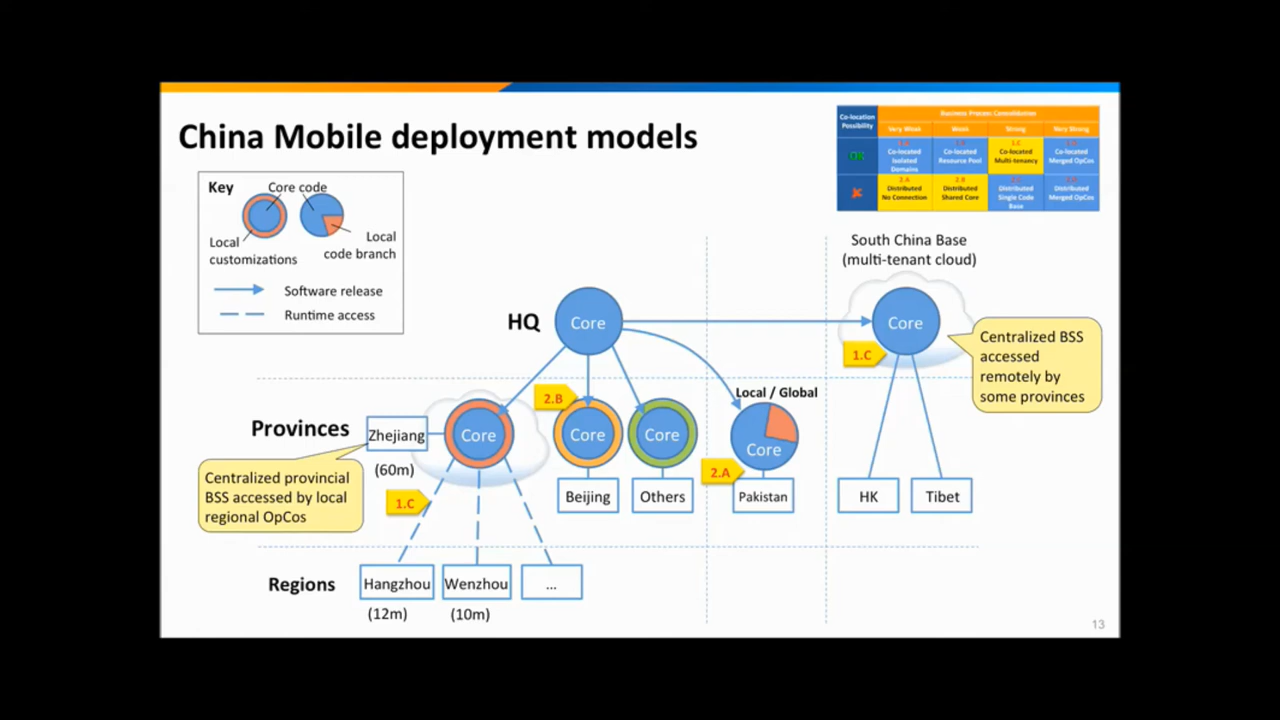 China Mobile deployment models
Co-location
Possibility
Business Process Consolidation
Very Weak
Weak
Strong
Very Strong
OK
Co-located
Isolated
Domains
Co-located
Resource Pool
1.C
Co-located
Multi-tenancy
Co-located
Merged OpCos
2.A
Distributed
No Connection
2.B
Distributed
Shared Core
Distributed
Single Code
Base
Distributed
Merged OpCos
Key
Core code
Local
customizations
Local
code branch
Software release
Runtime access
South China Base
(multi-tenant cloud)
HQ
Core
Core
1.C
Centralized BSS
accessed
remotely by
some provinces
Local / Global
Provinces
Zhejiang
(60m)
Core
2.B
Core
Core
Core
2.A
Centralized provincial
BSS accessed by local
regional OpCos
1.C
Beijing
Others
Pakistan
HK
Tibet
Regions
Hangzhou
Wenzhou
...
(12m)
(10m)
13